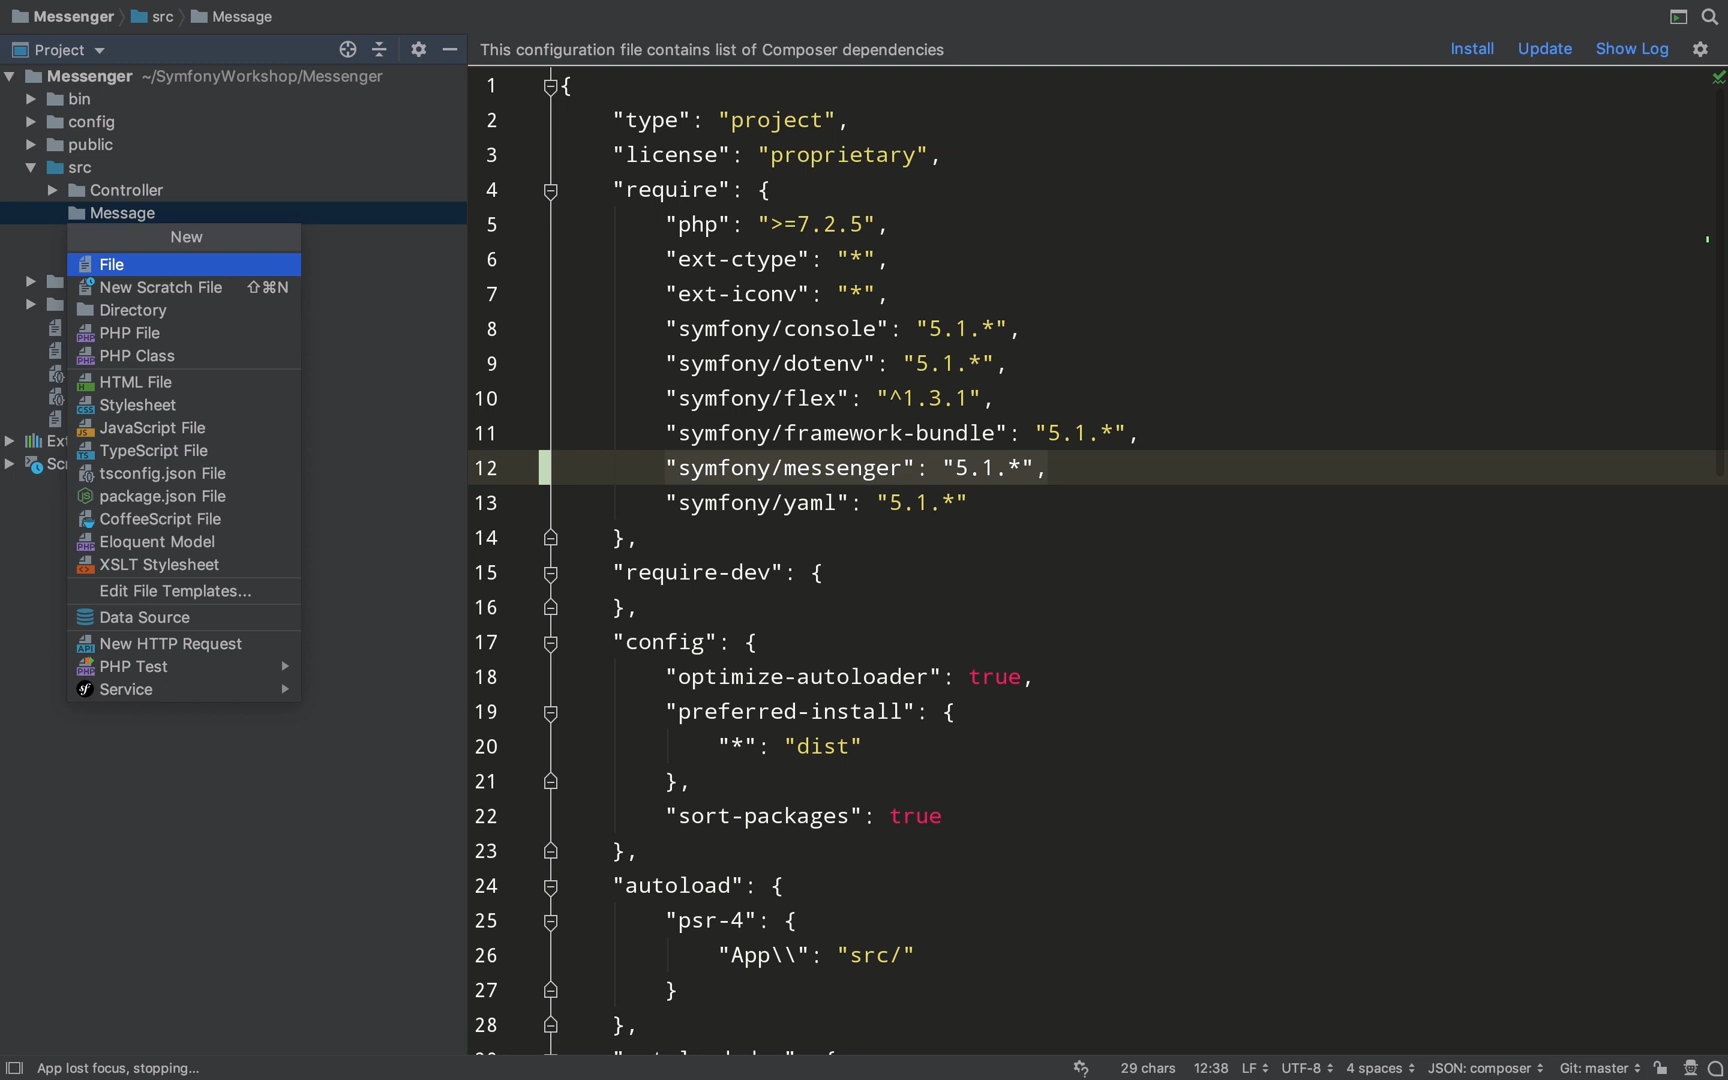 Messenger src Message
Project
This configuration file contains list of Composer dependencies
Install Update Show Log
Messenger ~/SymfonyWorkshop/Messenger
bin
config
public
src
Controller
Message
New
File
New Scratch File ⇧⌘N
Directory
PHP File
PHP Class
HTML File
Stylesheet
JavaScript File
TypeScript File
tsconfig.json File
package.json File
CoffeeScript File
Eloquent Model
XSLT Stylesheet
Edit File Templates...
Data Source
New HTTP Request
PHP Test
Service
Ext
Scr
1 {
2 "type": "project",
3 "license": "proprietary",
4 "require": {
5 "php": ">=7.2.5",
6 "ext-ctype": "*",
7 "ext-iconv": "*",
8 "symfony/console": "5.1.*",
9 "symfony/dotenv": "5.1.*",
10 "symfony/flex": "^1.3.1",
11 "symfony/framework-bundle": "5.1.*",
12 "symfony/messenger": "5.1.*",
13 "symfony/yaml": "5.1.*"
14 },
15 "require-dev": {
16 },
17 "config": {
18 "optimize-autoloader": true,
19 "preferred-install": {
20 "*": "dist"
21 },
22 "sort-packages": true
23 },
24 "autoload": {
25 "psr-4": {
26 "App\\": "src/"
27 }
28 },
App lost focus, stopping...
29 chars 12:38 LF UTF-8 4 spaces JSON: composer Git: master